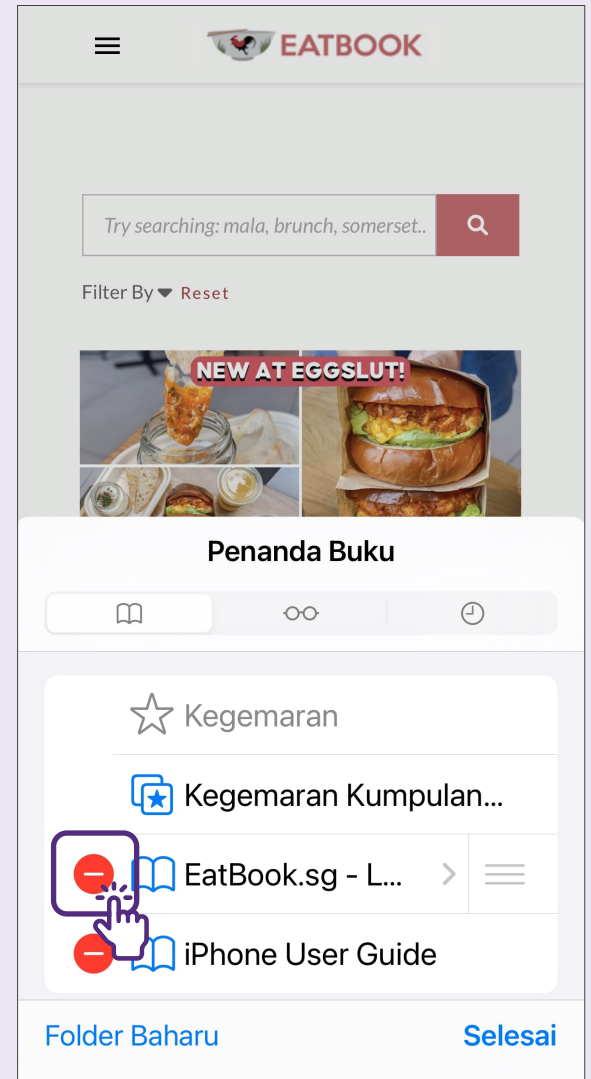 EATBOOK
Try searching: mala, brunch, somerset..
Filter By Reset
NEW AT EGGSLUT!
Penanda Buku
Kegemaran
Kegemaran Kumpulan...
EatBook.sg - L...
iPhone User Guide
Folder Baharu
Selesai